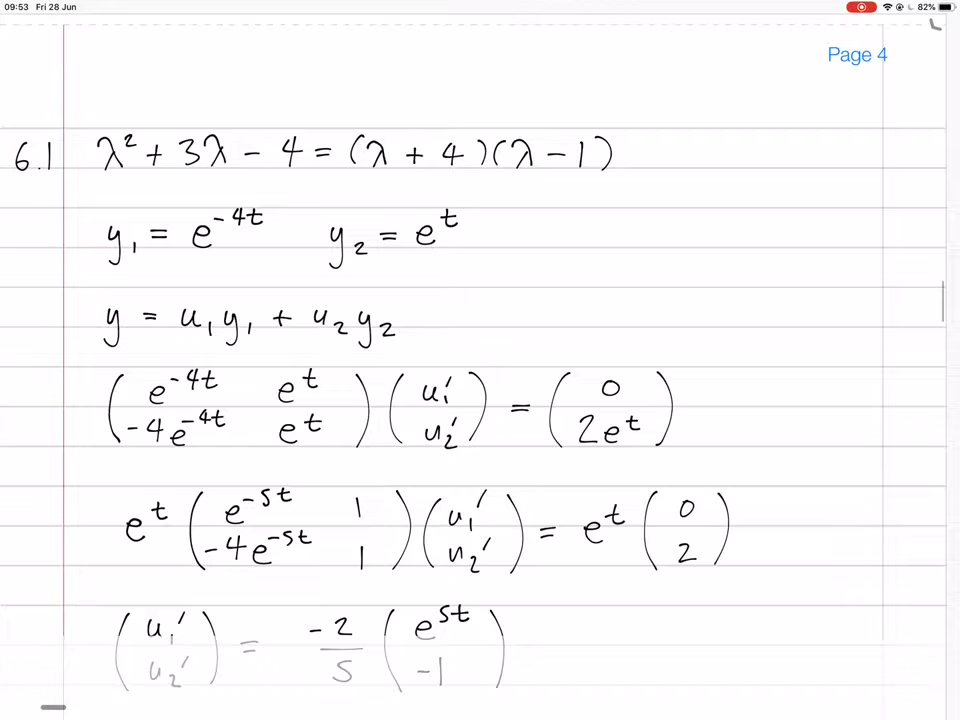 09:53 Fri 28 Jun 82%
Page 4
6.1 λ² + 3λ - 4 = (λ + 4)(λ - 1)
y₁ = e^{-4t} y₂ = e^t
y = u₁y₁ + u₂y₂
( e^{-4t} e^t ; -4e^{-4t} e^t ) ( u₁' ; u₂' ) = ( 0 ; 2e^t )
e^t ( e^{-5t} 1 ; -4e^{-5t} 1 ) ( u₁' ; u₂' ) = e^t ( 0 ; 2 )
( u₁' ; u₂' ) = -2/5 ( e^{5t} ; -1 )